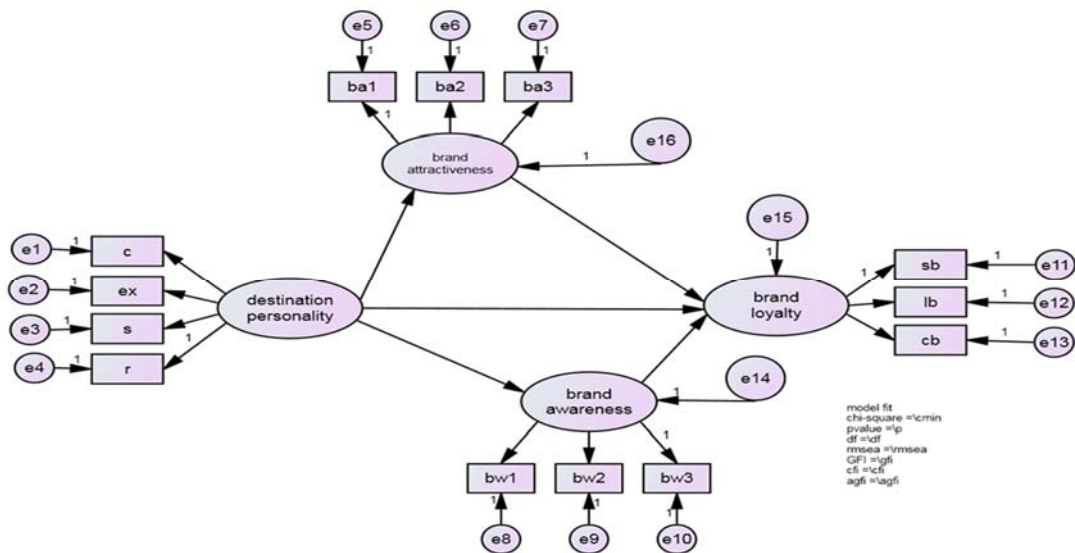 e5 e6 e7
1 1 1
ba1 ba2 ba3
1
brand
attractiveness
1
e16
e15
1
e1 1 c
e2 1 ex
e3 1 s
e4 1 r
1
destination
personality
brand
loyalty
1
sb 1 e11
lb 1 e12
cb 1 e13
brand
awareness
1
e14
1
bw1 bw2 bw3
1 1 1
e8 e9 e10
model fit
chi-square =\cmin
pvalue =\p
df =\df
rmsea =\rmsea
GFI =\gfi
cfi =\cfi
agfi =\agfi